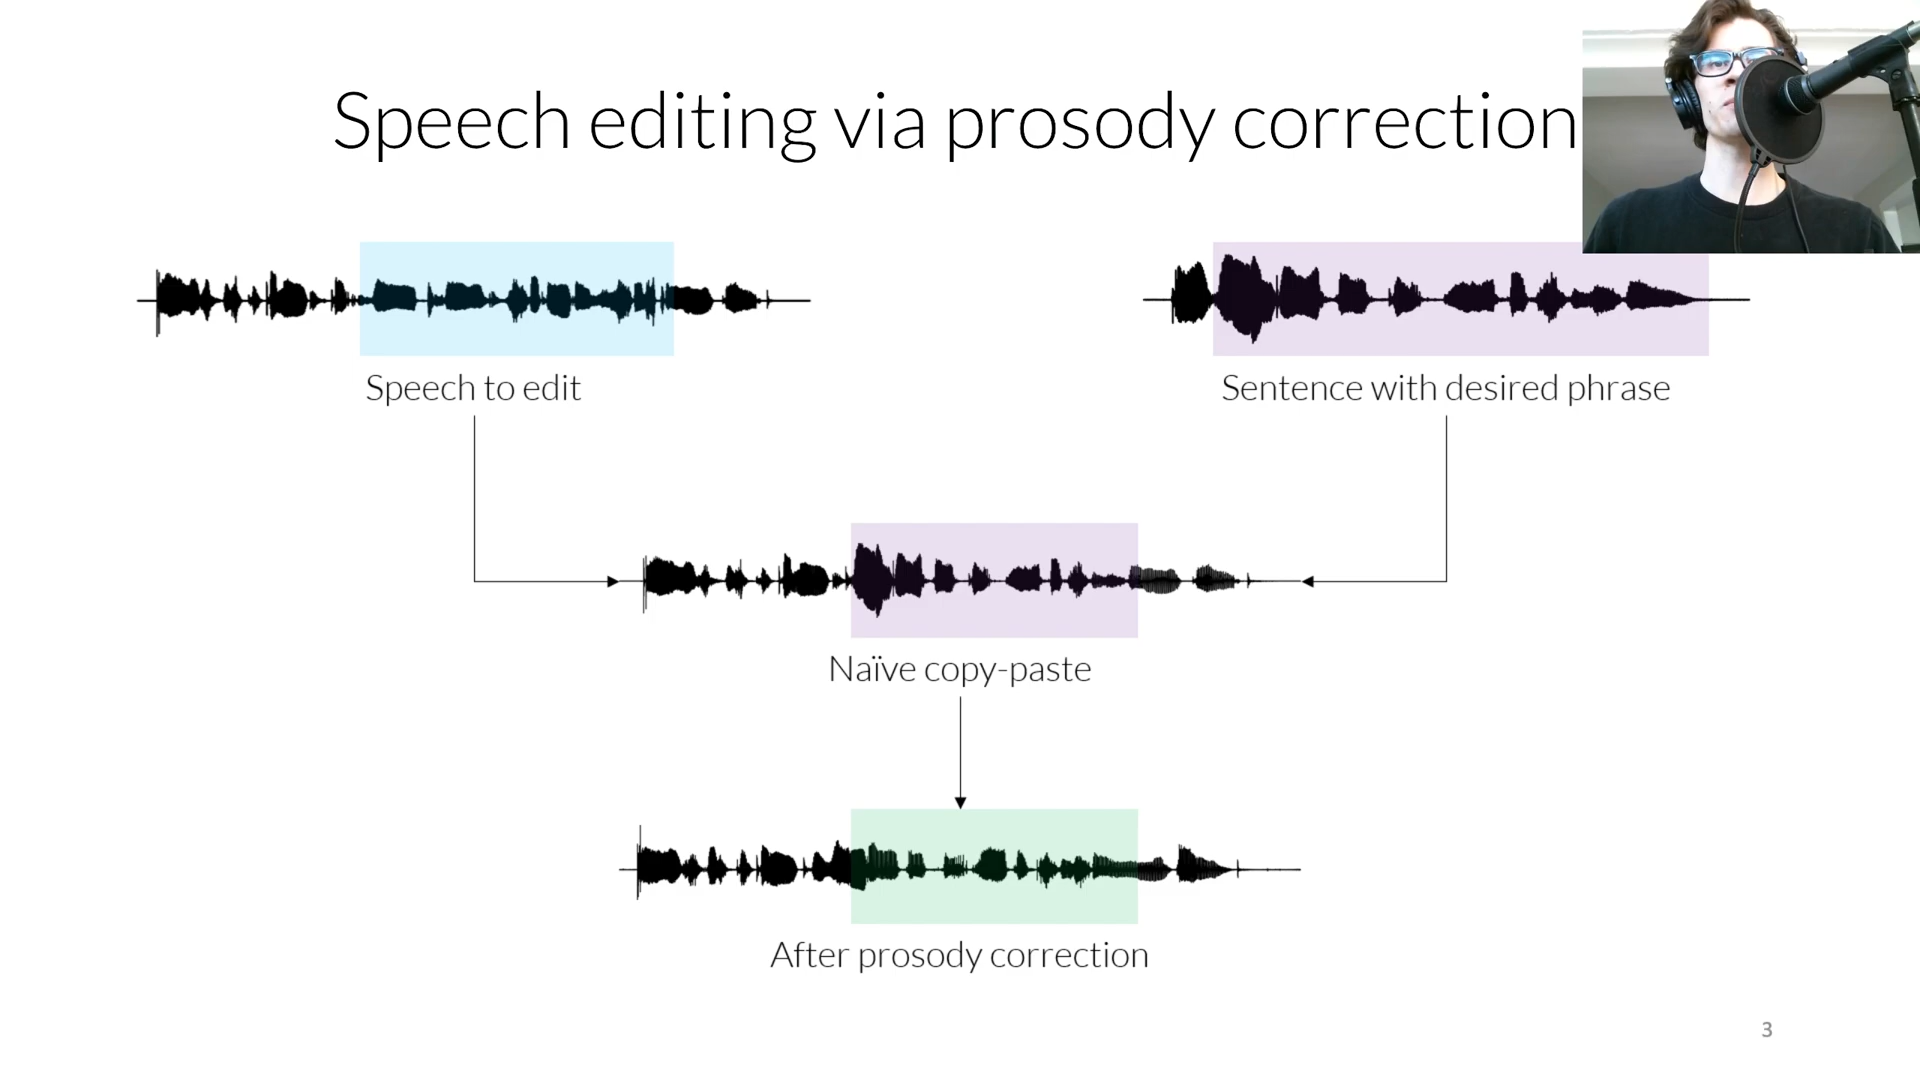 Speech editing via prosody correction
Speech to edit
Sentence with desired phrase
Naïve copy-paste
After prosody correction
3